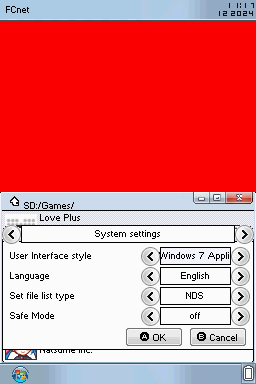 FCnet
11:17
12 2024
SD:/Games/
Love Plus
System settings
User Interface style
Windows 7 Appli
Language
English
Set file list type
NDS
Safe Mode
off
A OK
B Cancel
Natsume Inc.